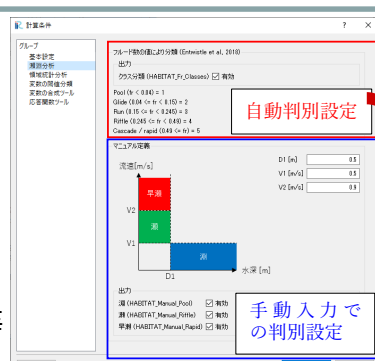 計算条件
? ×
グループ
基本設定
瀬淵分析
領域統計分析
変数の閾値分類
変数の合成ツール
応答関数ツール
フルード数の値により分類 (Entwistle et al, 2018)
出力
クラス分類 (HABITAT_Fr_Classes) 有効
Pool (fr < 0.04) = 1
Glide (0.04 <= fr < 0.15) = 2
Run (0.15 <= fr < 0.245) = 3
Riffle (0.245 <= fr < 0.49) = 4
Cascade / rapid (0.49 <= fr) = 5
自動判別設定
マニュアル定義
D1 [m] 0.5
V1 [m/s] 0.5
V2 [m/s] 0.9
流速[m/s]
早瀬
V2
瀬
V1
淵
D1
水深 [m]
出力
淵 (HABITAT_Manual_Pool) 有効
瀬 (HABITAT_Manual_Riffle) 有効
早瀬 (HABITAT_Manual_Rapid) 有効
手動入力で
の判別設定